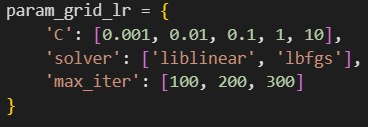 param_grid_lr = {
    'C': [0.001, 0.01, 0.1, 1, 10],
    'solver': ['liblinear', 'lbfgs'],
    'max_iter': [100, 200, 300]
}